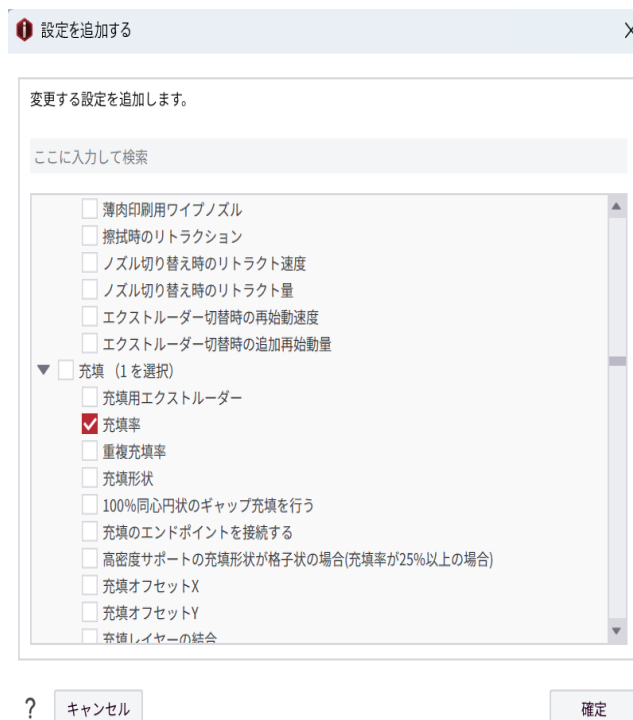 設定を追加する
変更する設定を追加します。
ここに入力して検索
薄肉印刷用ワイプノズル
擦拭時のリトラクション
ノズル切り替え時のリトラクト速度
ノズル切り替え時のリトラクト量
エクストルーダー切替時の再始動速度
エクストルーダー切替時の追加再始動量
充填 (1 を選択)
充填用エクストルーダー
充填率
重複充填率
充填形状
100%同心円状のギャップ充填を行う
充填のエンドポイントを接続する
高密度サポートの充填形状が格子状の場合(充填率が25%以上の場合)
充填オフセットX
充填オフセットY
充填レイヤーの結合
? キャンセル 確定